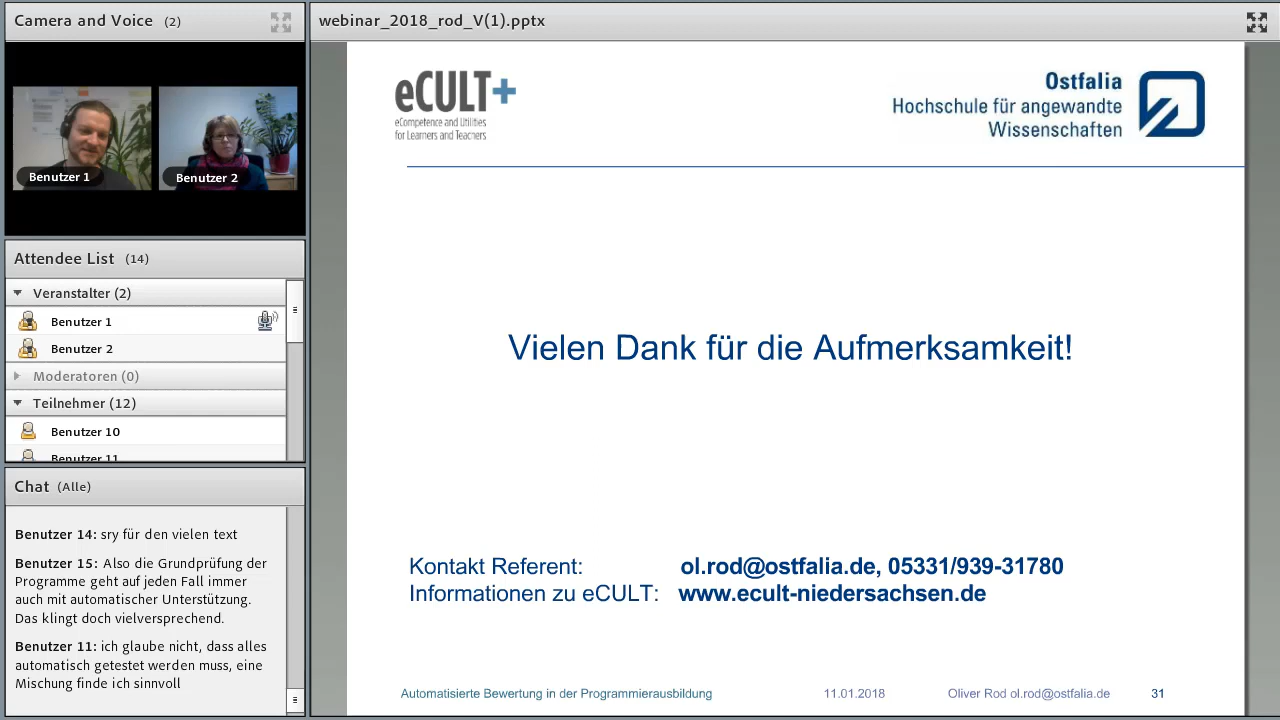 Camera and Voice (2)
Benutzer 1
Benutzer 2
Attendee List (14)
Veranstalter (2)
Benutzer 1
Benutzer 2
Moderatoren (0)
Teilnehmer (12)
Benutzer 10
Benutzer 11
Chat (Alle)
Benutzer 14: sry für den vielen text
Benutzer 15: Also die Grundprüfung der
Programme geht auf jeden Fall immer
auch mit automatischer Unterstützung.
Das klingt doch vielversprechend.
Benutzer 11: ich glaube nicht, dass alles
automatisch getestet werden muss, eine
Mischung finde ich sinnvoll
webinar_2018_rod_V(1).pptx
eCULT+
eCompetence and Utilities
for Learners and Teachers
Ostfalia
Hochschule für angewandte
Wissenschaften
Vielen Dank für die Aufmerksamkeit!
Kontakt Referent: ol.rod@ostfalia.de, 05331/939-31780
Informationen zu eCULT: www.ecult-niedersachsen.de
Automatisierte Bewertung in der Programmierausbildung 11.01.2018 Oliver Rod ol.rod@ostfalia.de 31